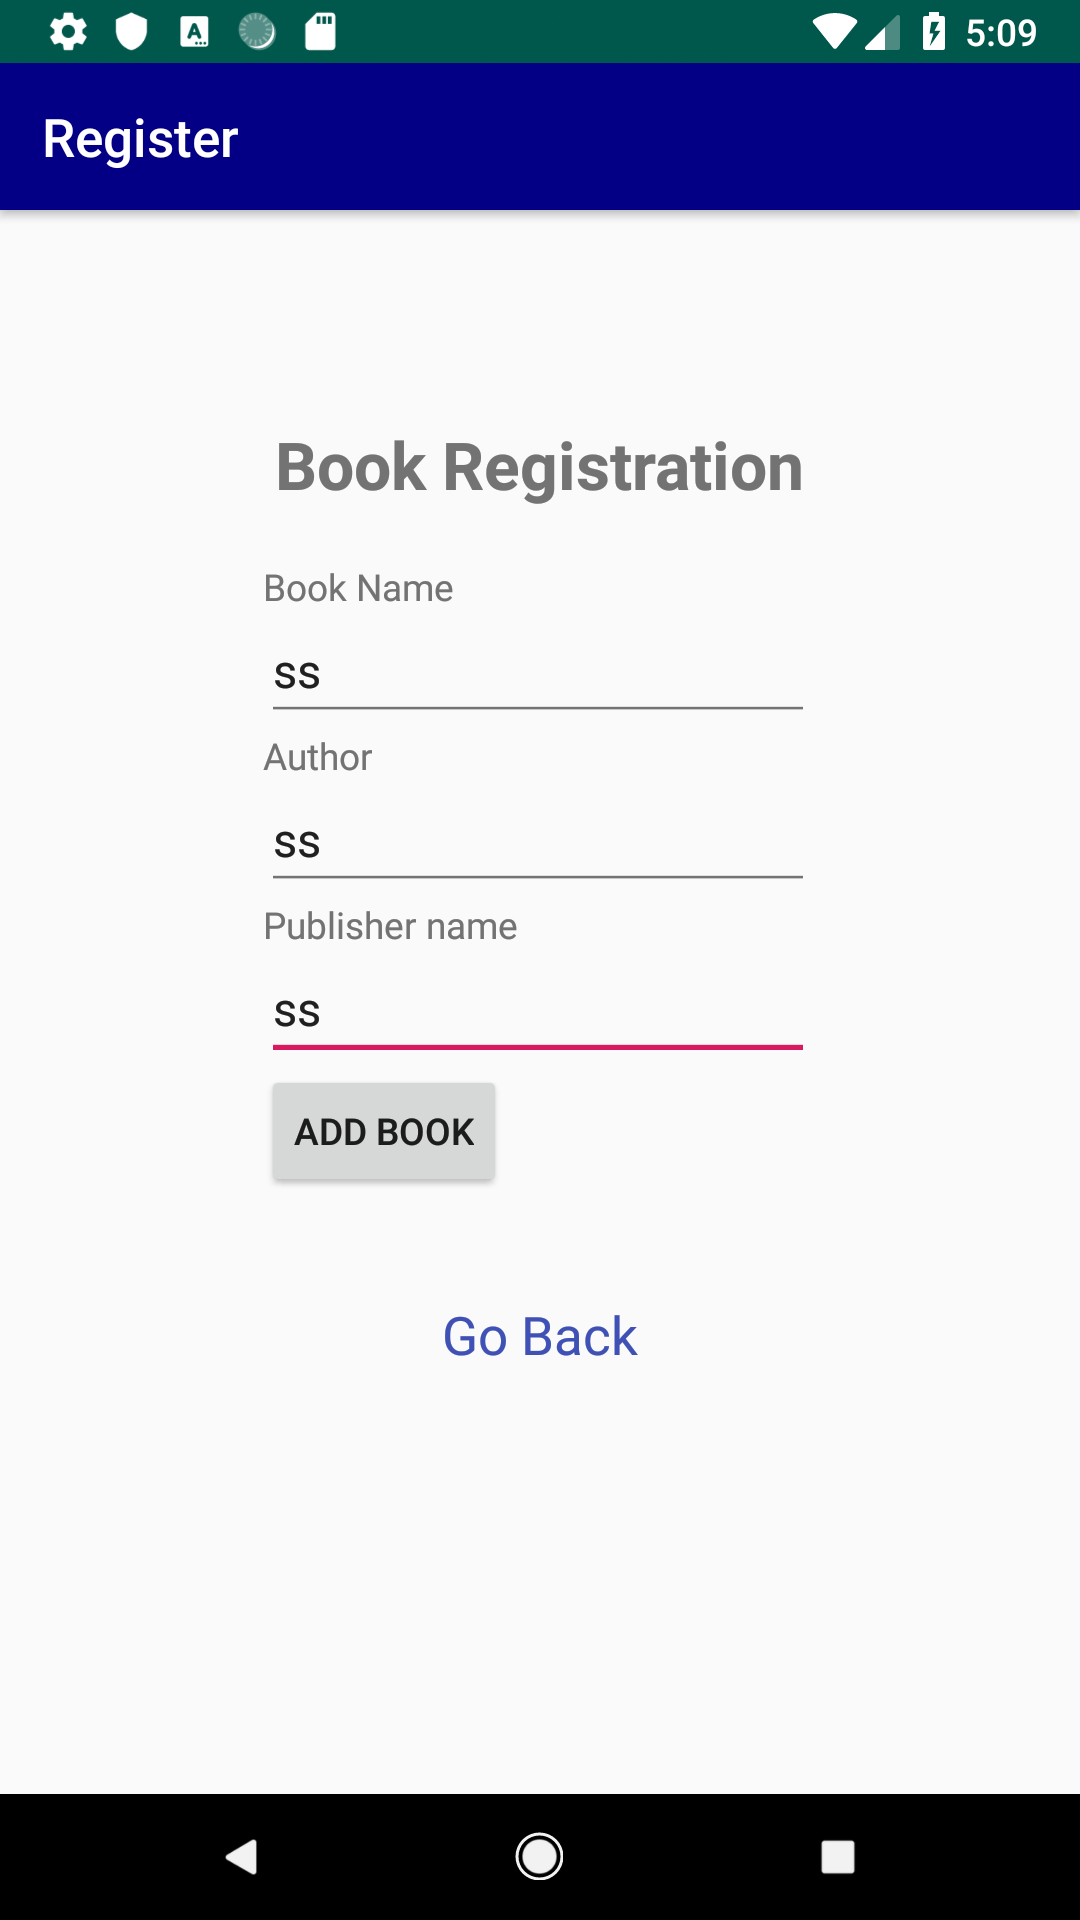 5:09
Register
Book Registration
Book Name
ss
Author
ss
Publisher name
ss
ADD BOOK
Go Back